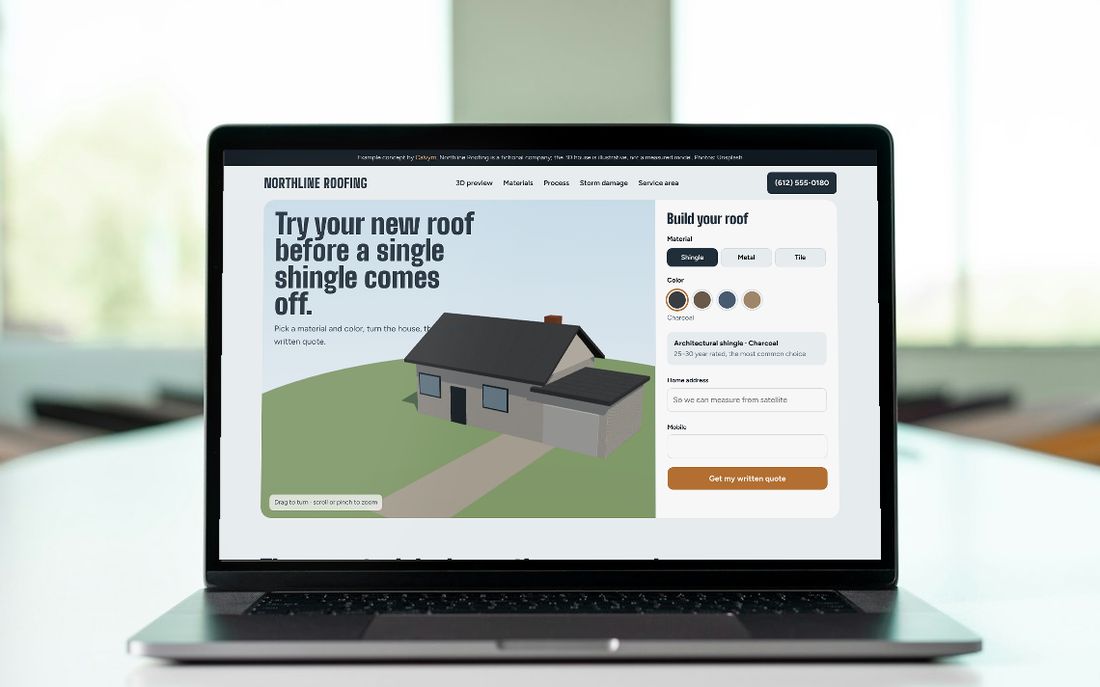 Example concept by Calvym. Northline Roofing is a fictional company; the 3D house is illustrative, not a measured model. Photos: Unsplash
NORTHLINE ROOFING
3D preview
Materials
Process
Storm damage
Service area
(612) 555-0180
Try your new roof
before a single
shingle comes
off.
Pick a material and color, turn the house, th
written quote.
Drag to turn · scroll or pinch to zoom
Build your roof
Material
Shingle
Metal
Tile
Color
Charcoal
Architectural shingle · Charcoal
25–30 year rated, the most common choice
Home address
So we can measure from satellite
Mobile
Get my written quote